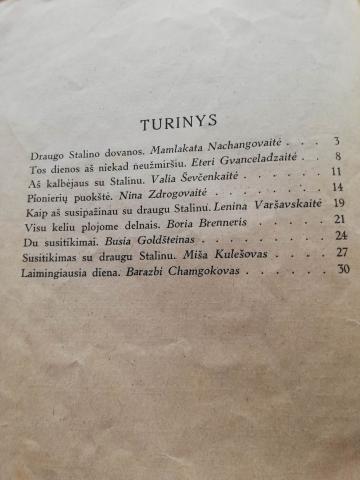 TURINYS
Draugo Stalino dovanos. Mamlakata Nachangovaitė . . . 3
Tos dienos aš niekad neužmiršiu. Eteri Gvanceladzaitė . . 8
Aš kalbėjaus su Stalinu. Valia Ševčenkaitė . . . . . 11
Pionierių puokštė. Nina Zdrogovaitė . . . . . . . 14
Kaip aš susipažinau su draugu Stalinu. Lenina Varšavskaitė 19
Visu keliu plojome delnais. Boria Brenneris . . . . . 21
Du susitikimai. Busia Goldšteinas . . . . . . . . 24
Susitikimas su draugu Stalinu. Miša Kulešovas . . . . 27
Laimingiausia diena. Barazbi Chamgokovas . . . . . 30